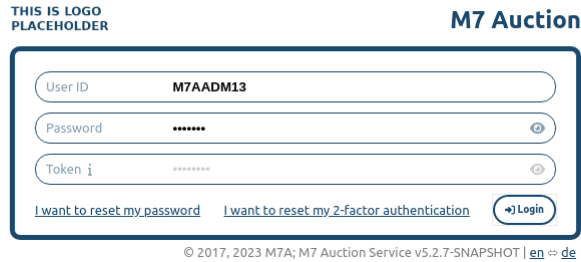 THIS IS LOGO
PLACEHOLDER
M7 Auction
User ID M7AADM13
Password •••••••
Token i ••••••••
I want to reset my password I want to reset my 2-factor authentication Login
© 2017, 2023 M7A; M7 Auction Service v5.2.7-SNAPSHOT | en ⇔ de